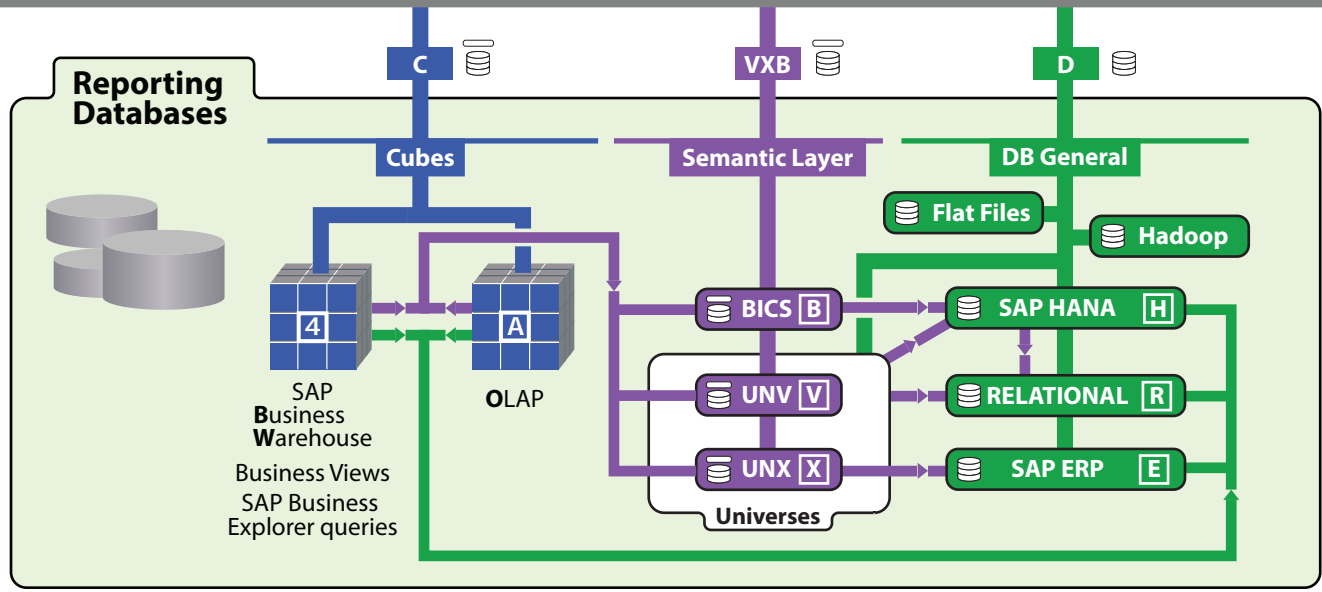 C
VXB
D
Reporting
Databases
Cubes
Semantic Layer
DB General
Flat Files
Hadoop
4
A
BICS B
SAP HANA H
SAP
Business
Warehouse
OLAP
UNV V
RELATIONAL R
Business Views
SAP Business
Explorer queries
UNX X
SAP ERP E
Universes